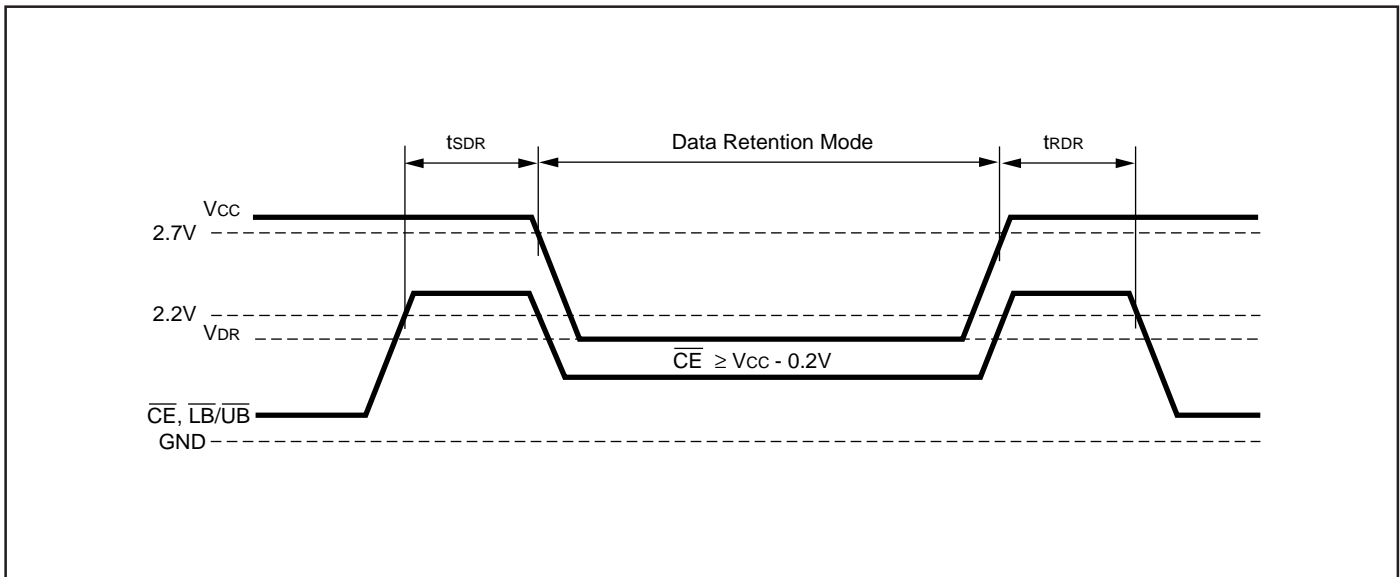 tSDR
Data Retention Mode
tRDR
VCC
2.7V
2.2V
VDR
CE ≥ VCC - 0.2V
CE, LB/UB
GND